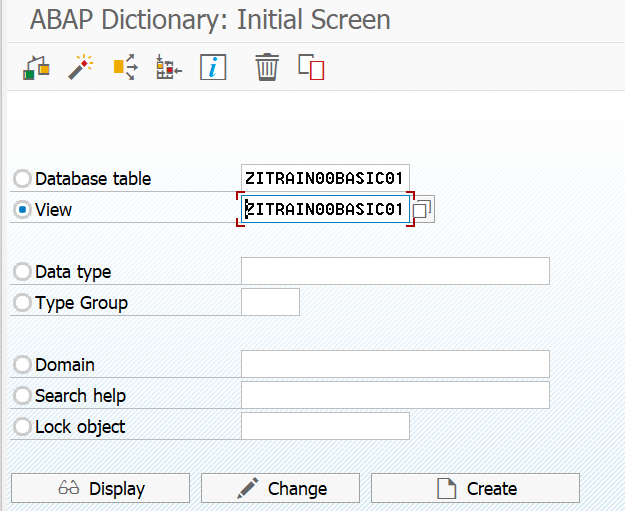 ABAP Dictionary: Initial Screen
Database table ZITRAIN00BASIC01
View ZITRAIN00BASIC01
Data type
Type Group
Domain
Search help
Lock object
Display Change Create